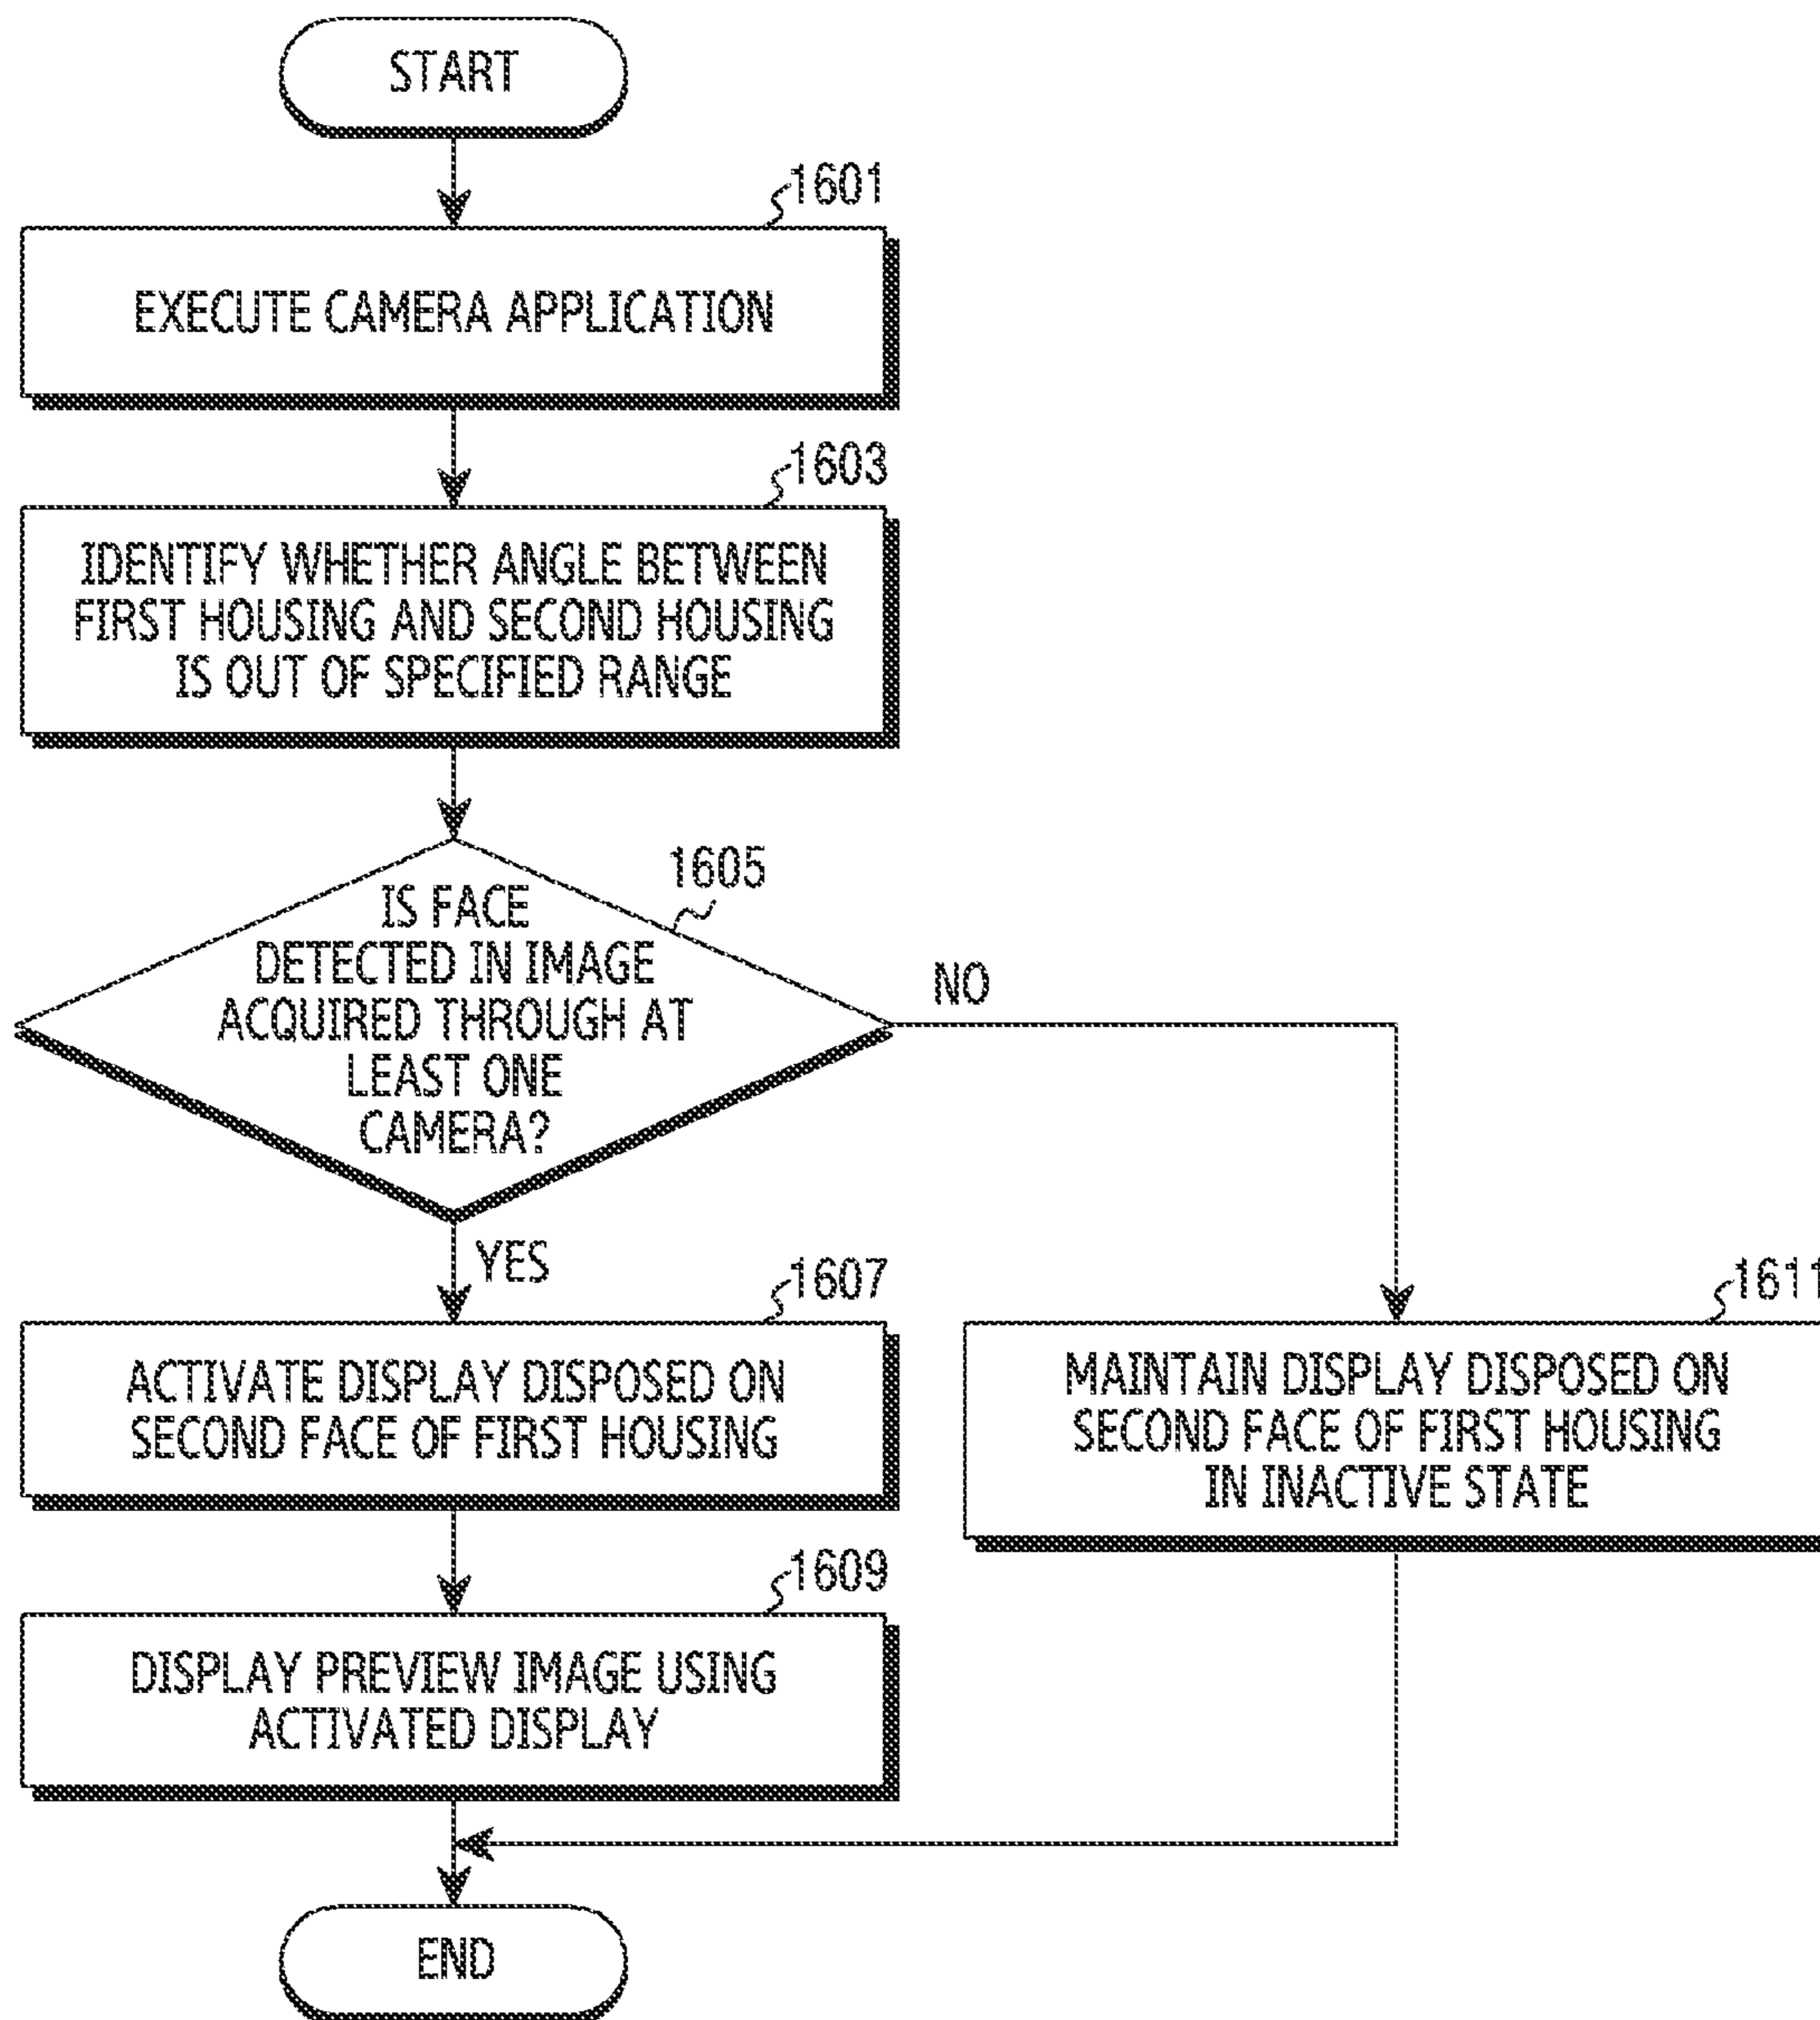 START
1601
EXECUTE CAMERA APPLICATION
1603
IDENTIFY WHETHER ANGLE BETWEEN
FIRST HOUSING AND SECOND HOUSING
IS OUT OF SPECIFIED RANGE
1605
IS FACE
DETECTED IN IMAGE
ACQUIRED THROUGH AT
LEAST ONE
CAMERA?
NO
YES
1607
ACTIVATE DISPLAY DISPOSED ON
SECOND FACE OF FIRST HOUSING
1611
MAINTAIN DISPLAY DISPOSED ON
SECOND FACE OF FIRST HOUSING
IN INACTIVE STATE
1609
DISPLAY PREVIEW IMAGE USING
ACTIVATED DISPLAY
END